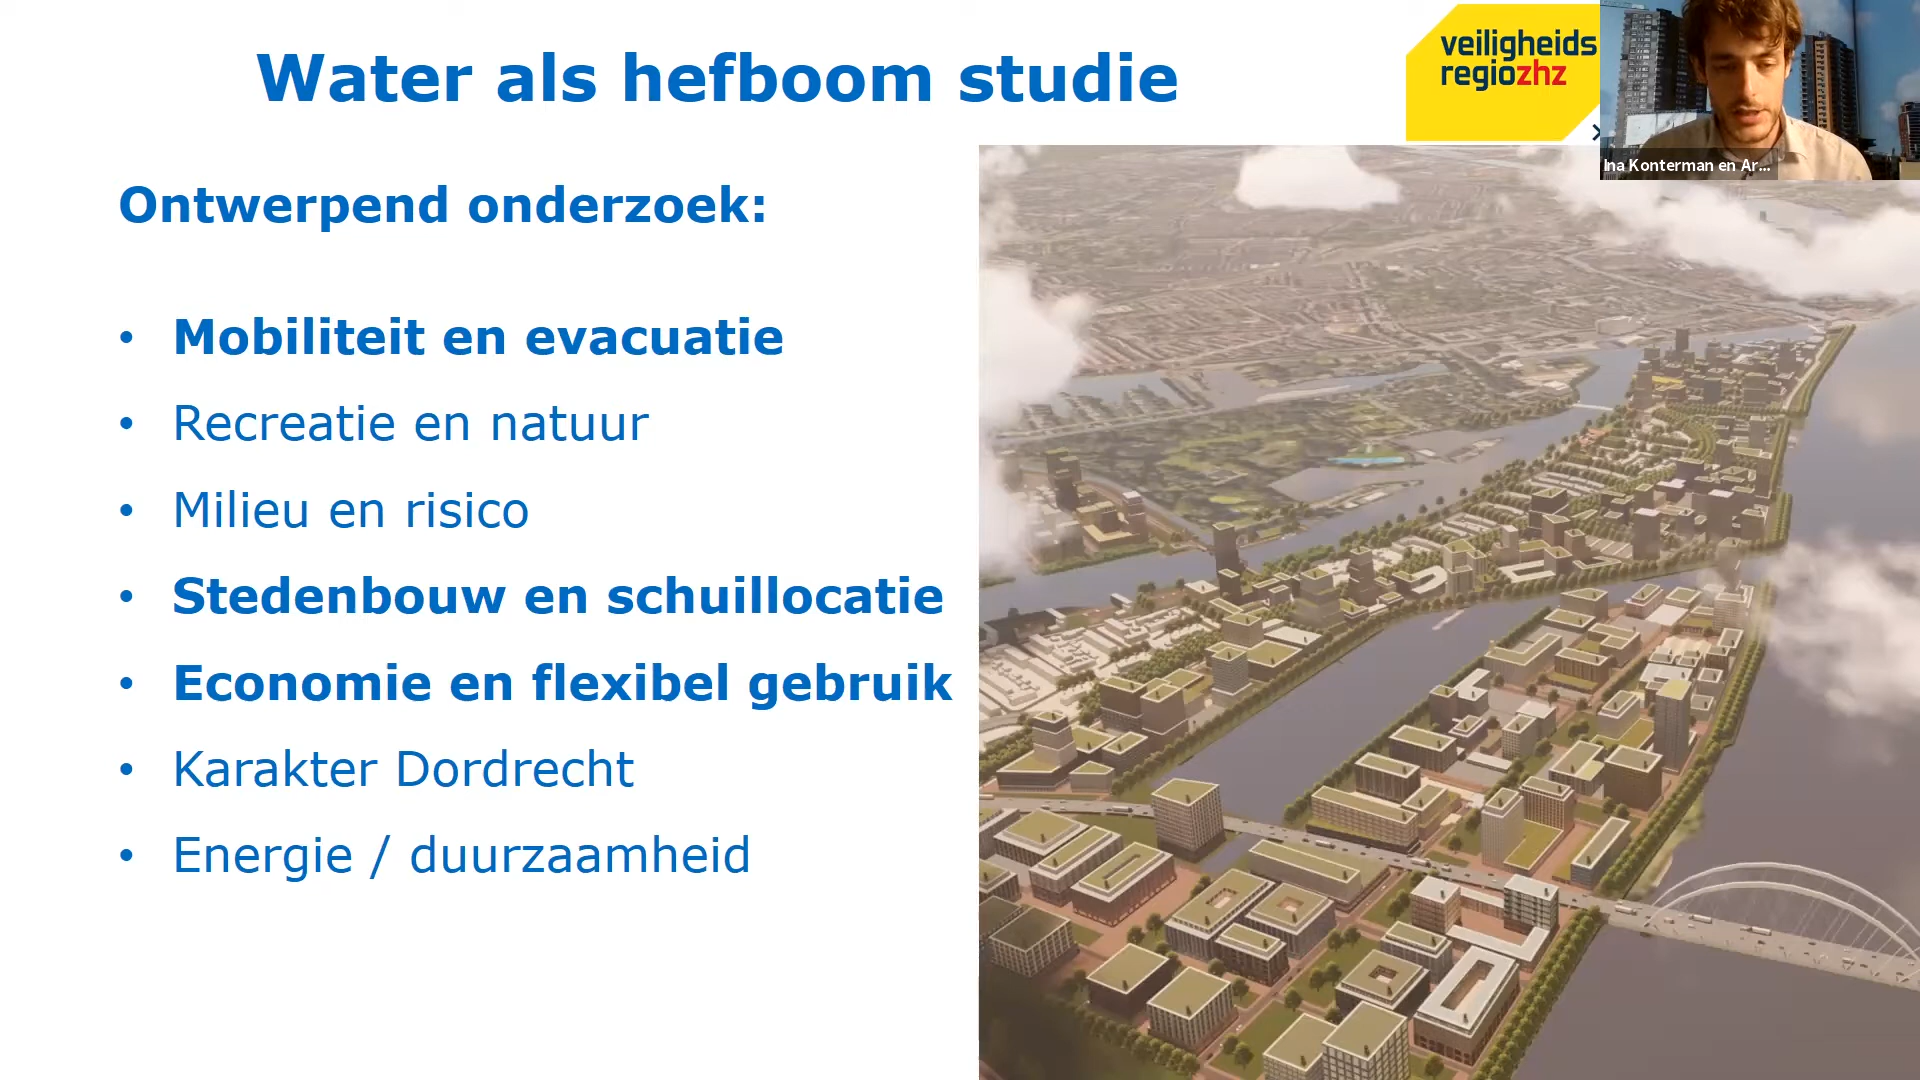 Water als hefboom studie
veiligheids
regiozhz
Ina Konterman en Ar...
Ontwerpend onderzoek:
• Mobiliteit en evacuatie
• Recreatie en natuur
• Milieu en risico
• Stedenbouw en schuillocatie
• Economie en flexibel gebruik
• Karakter Dordrecht
• Energie / duurzaamheid